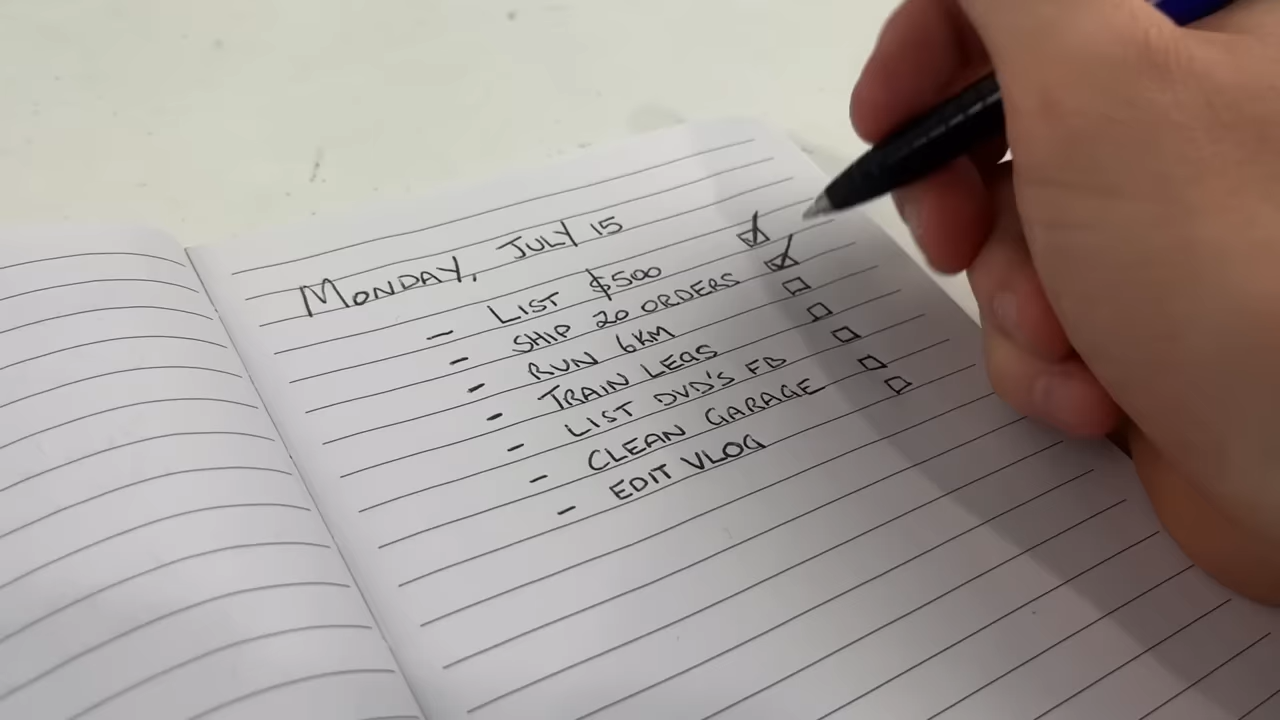 MONDAY, JULY 15
- LIST $500 ☑
- SHIP 20 ORDERS ☑
- RUN 6KM ☐
- TRAIN LEGS ☐
- LIST DVD'S FB ☐
- CLEAN GARAGE ☐
- EDIT VLOG ☐